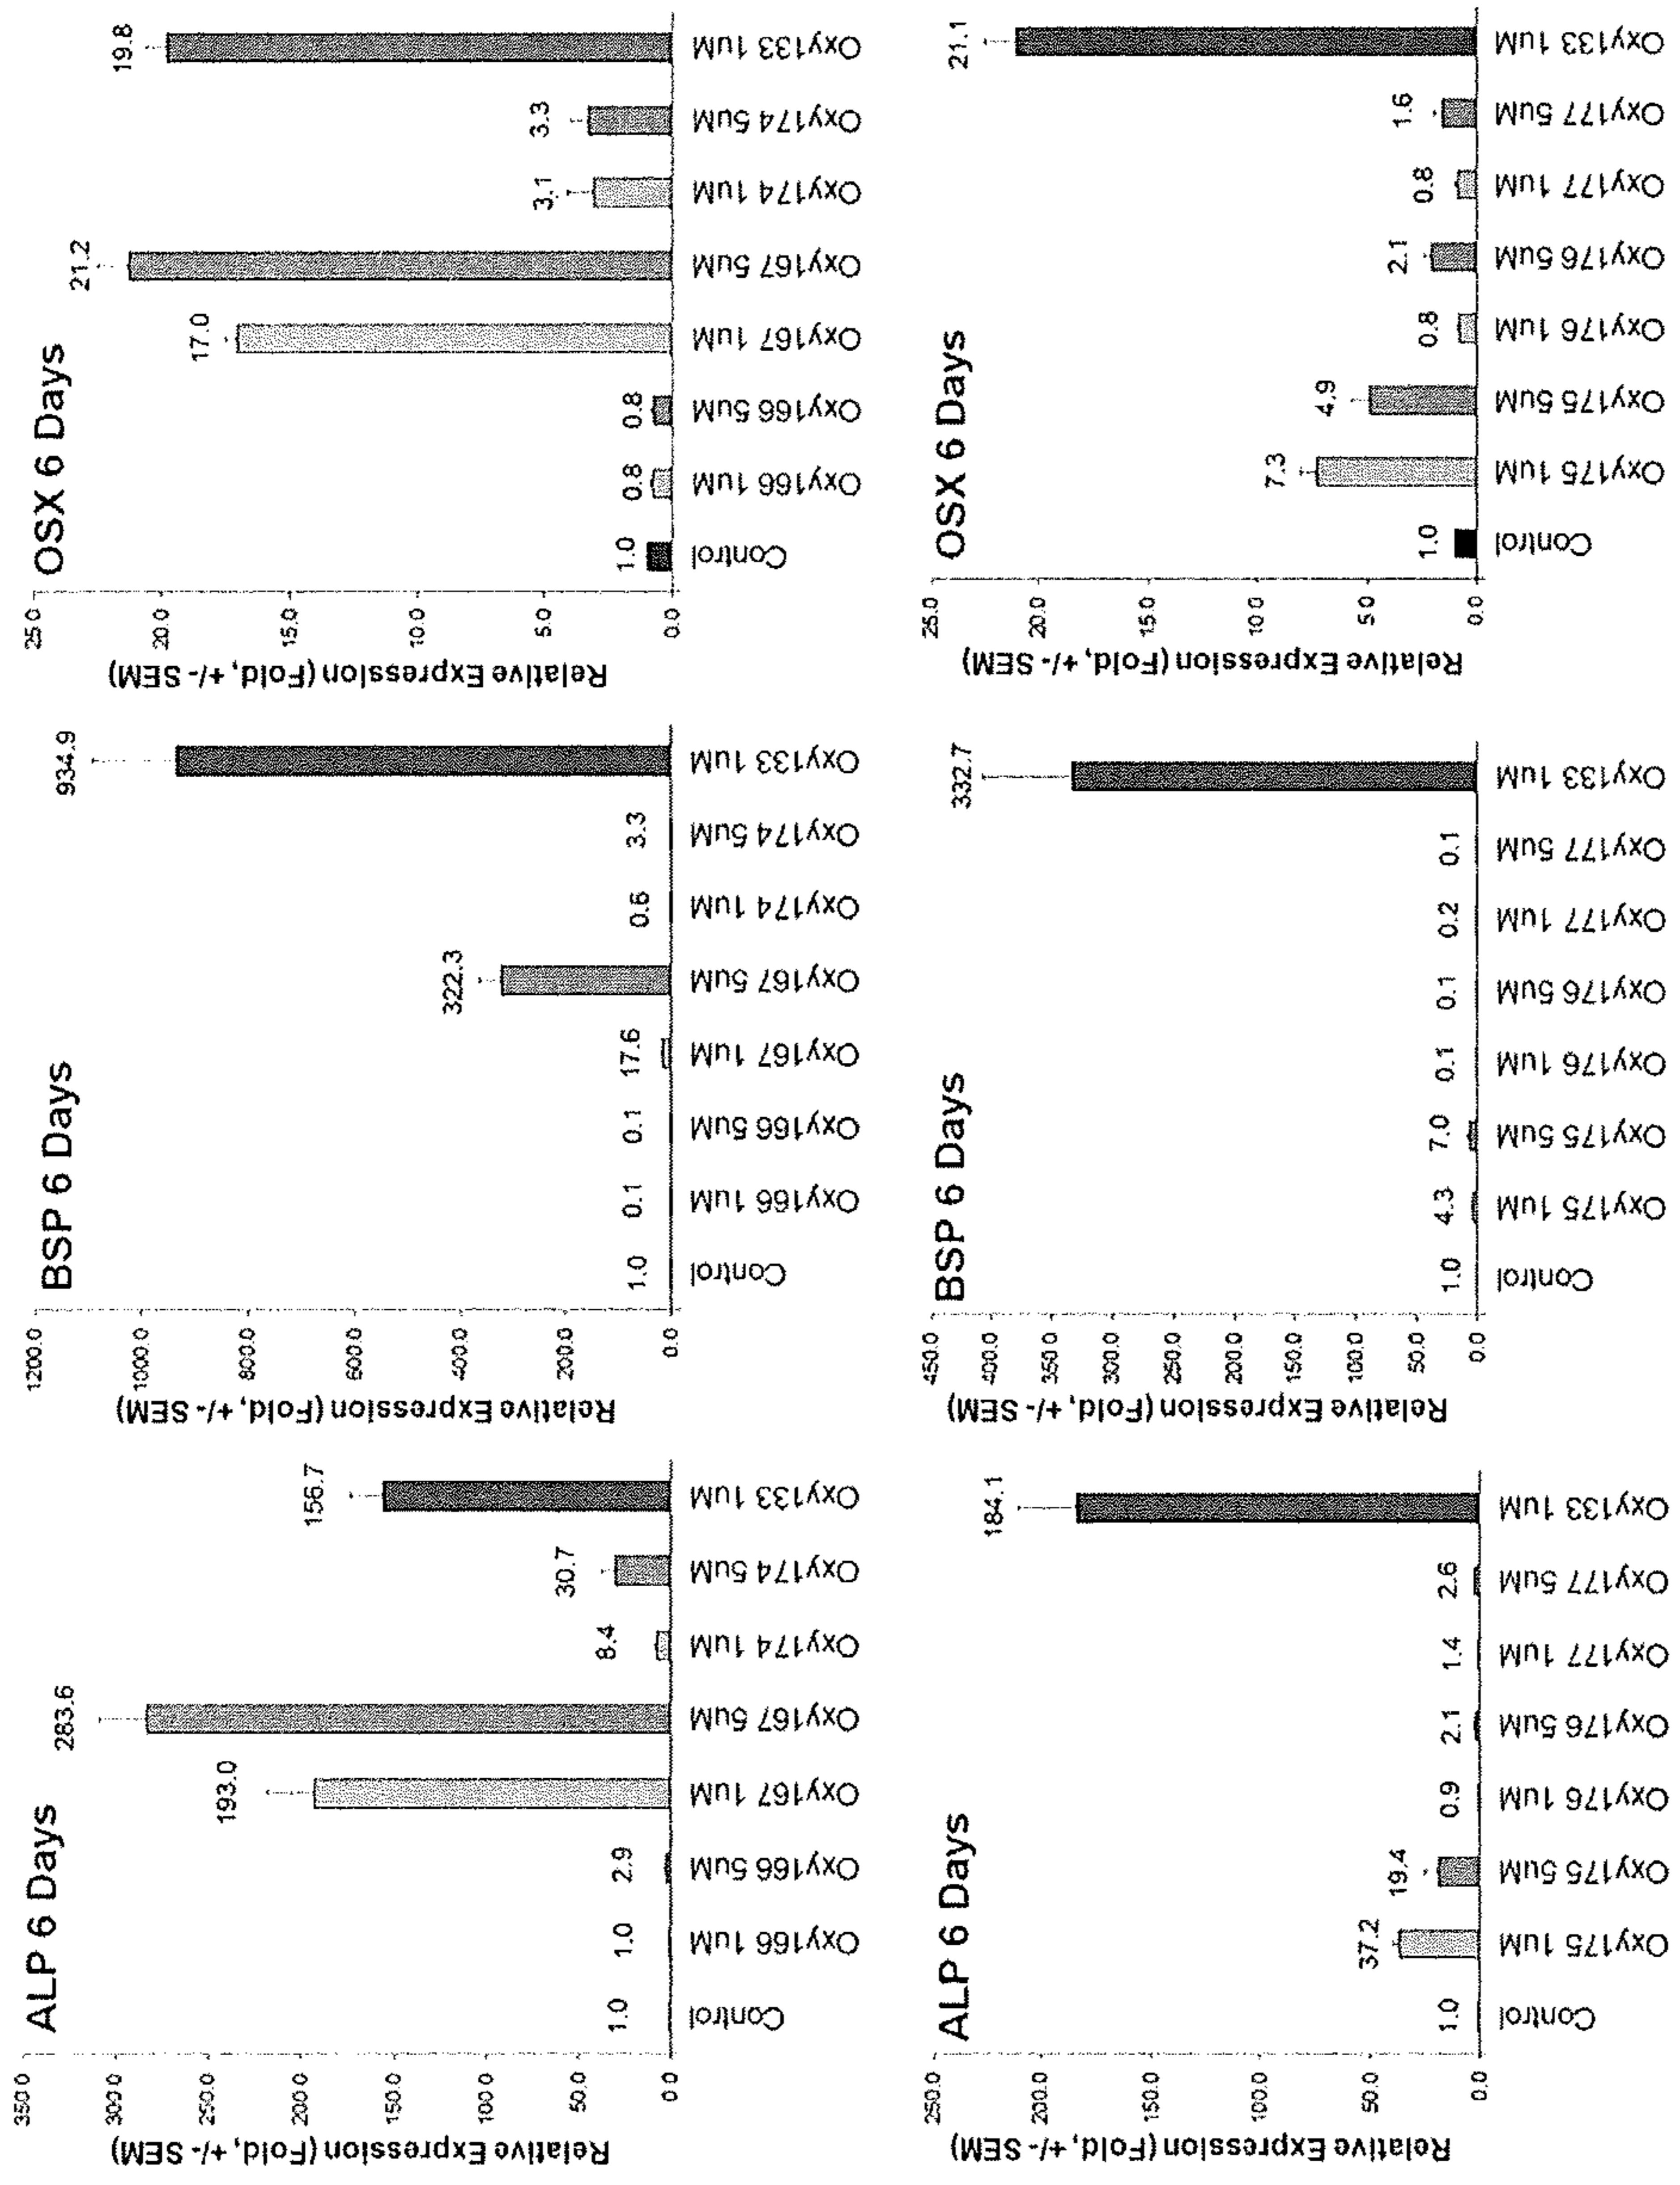 ALP 6 Days
Relative Expression (Fold, +/- SEM)
350.0
300.0
250.0
200.0
150.0
100.0
50.0
0.0
1.0
1.0
2.9
193.0
283.6
8.4
30.7
156.7
Control
Oxy166 1uM
Oxy166 5uM
Oxy167 1uM
Oxy167 5uM
Oxy174 1uM
Oxy174 5uM
Oxy133 1uM
BSP 6 Days
Relative Expression (Fold, +/- SEM)
1200.0
1000.0
800.0
600.0
400.0
200.0
0.0
1.0
0.1
0.1
17.6
322.3
0.6
3.3
934.9
Control
Oxy166 1uM
Oxy166 5uM
Oxy167 1uM
Oxy167 5uM
Oxy174 1uM
Oxy174 5uM
Oxy133 1uM
OSX 6 Days
Relative Expression (Fold, +/- SEM)
25.0
20.0
15.0
10.0
5.0
0.0
1.0
0.8
0.8
17.0
21.2
3.1
3.3
19.8
Control
Oxy166 1uM
Oxy166 5uM
Oxy167 1uM
Oxy167 5uM
Oxy174 1uM
Oxy174 5uM
Oxy133 1uM
ALP 6 Days
Relative Expression (Fold, +/- SEM)
250.0
200.0
150.0
100.0
50.0
0.0
1.0
37.2
19.4
0.9
2.1
1.4
2.6
184.1
Control
Oxy175 1uM
Oxy175 5uM
Oxy176 1uM
Oxy176 5uM
Oxy177 1uM
Oxy177 5uM
Oxy133 1uM
BSP 6 Days
Relative Expression (Fold, +/- SEM)
450.0
400.0
350.0
300.0
250.0
200.0
150.0
100.0
50.0
0.0
1.0
4.3
7.0
0.1
0.1
0.2
0.1
332.7
Control
Oxy175 1uM
Oxy175 5uM
Oxy176 1uM
Oxy176 5uM
Oxy177 1uM
Oxy177 5uM
Oxy133 1uM
OSX 6 Days
Relative Expression (Fold, +/- SEM)
25.0
20.0
15.0
10.0
5.0
0.0
1.0
7.3
4.9
0.8
2.1
0.8
1.6
21.1
Control
Oxy175 1uM
Oxy175 5uM
Oxy176 1uM
Oxy176 5uM
Oxy177 1uM
Oxy177 5uM
Oxy133 1uM